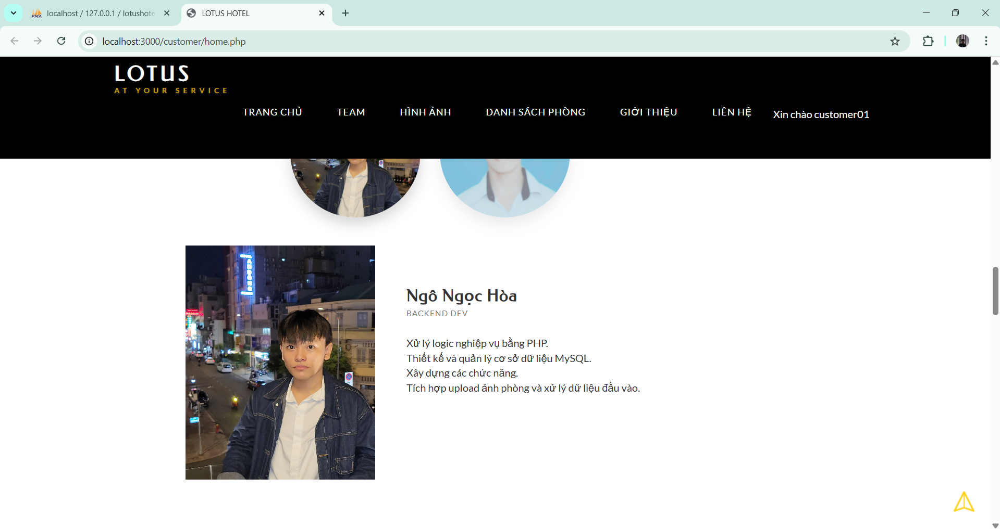 localhost / 127.0.0.1 / lotushote
LOTUS HOTEL
localhost:3000/customer/home.php
LOTUS
AT YOUR SERVICE
TRANG CHỦ
TEAM
HÌNH ẢNH
DANH SÁCH PHÒNG
GIỚI THIỆU
LIÊN HỆ
Xin chào customer01
Ngô Ngọc Hòa
BACKEND DEV
Xử lý logic nghiệp vụ bằng PHP.
Thiết kế và quản lý cơ sở dữ liệu MySQL.
Xây dựng các chức năng.
Tích hợp upload ảnh phòng và xử lý dữ liệu đầu vào.